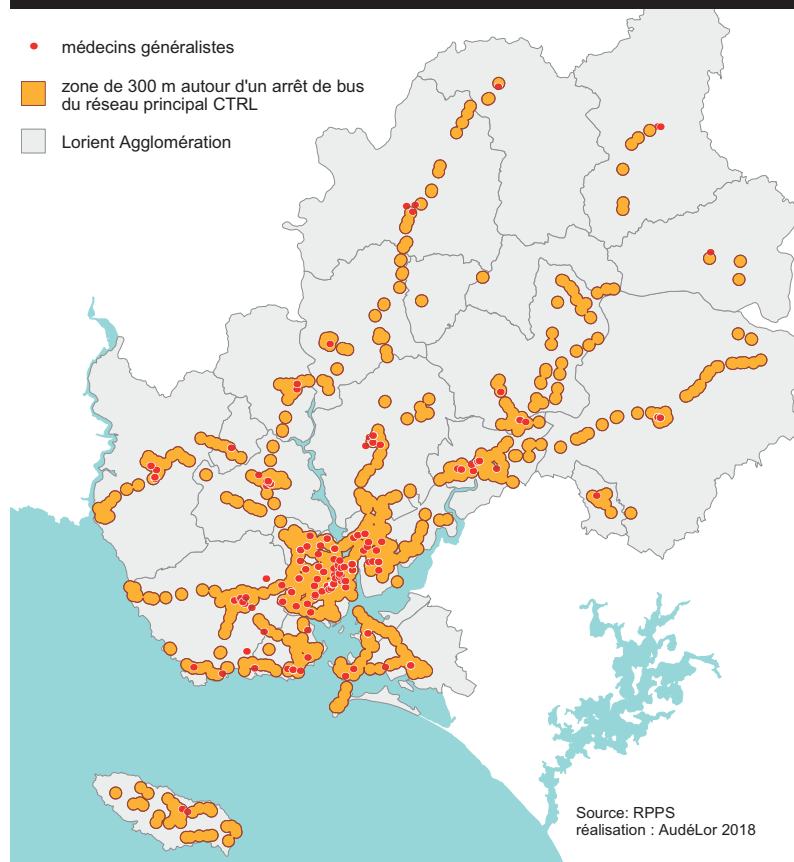 médecins généralistes
zone de 300 m autour d'un arrêt de bus
du réseau principal CTRL
Lorient Agglomération
Source: RPPS
réalisation : AudéLor 2018